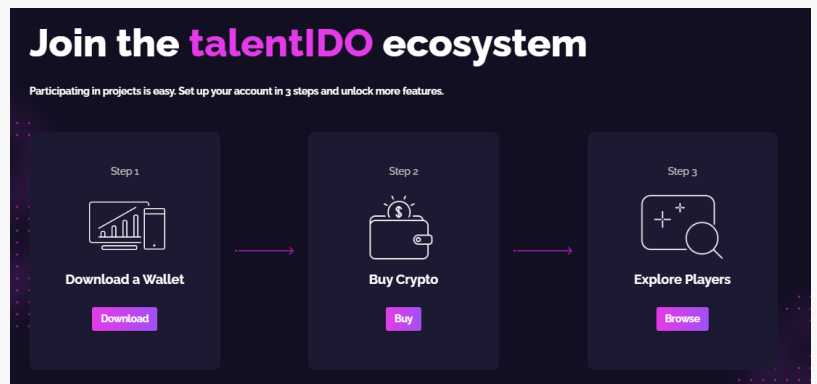 Join the talentIDO ecosystem
Participating in projects is easy. Set up your account in 3 steps and unlock more features.
Step 1
Download a Wallet
Download
Step 2
$
Buy Crypto
Buy
Step 3
Explore Players
Browse